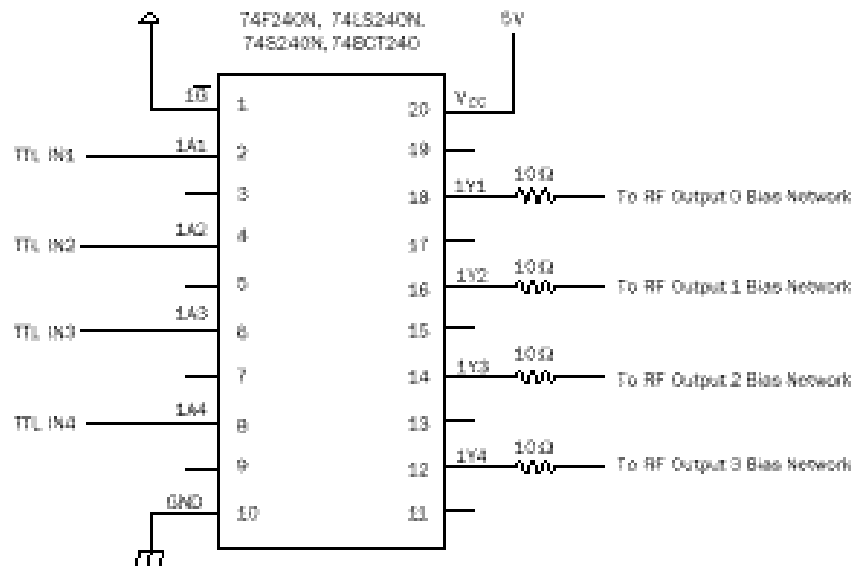 74F240N, 74LS240N,
74S240N, 74BCT240
5V
1G
1
20
VCC
TTL IN1
1A1
2
19
10Ω
3
18
1Y1
To RF Output 0 Bias Network
TTL IN2
1A2
4
17
10Ω
5
16
1Y2
To RF Output 1 Bias Network
TTL IN3
1A3
6
15
10Ω
7
14
1Y3
To RF Output 2 Bias Network
TTL IN4
1A4
8
13
10Ω
9
12
1Y4
To RF Output 3 Bias Network
GND
10
11